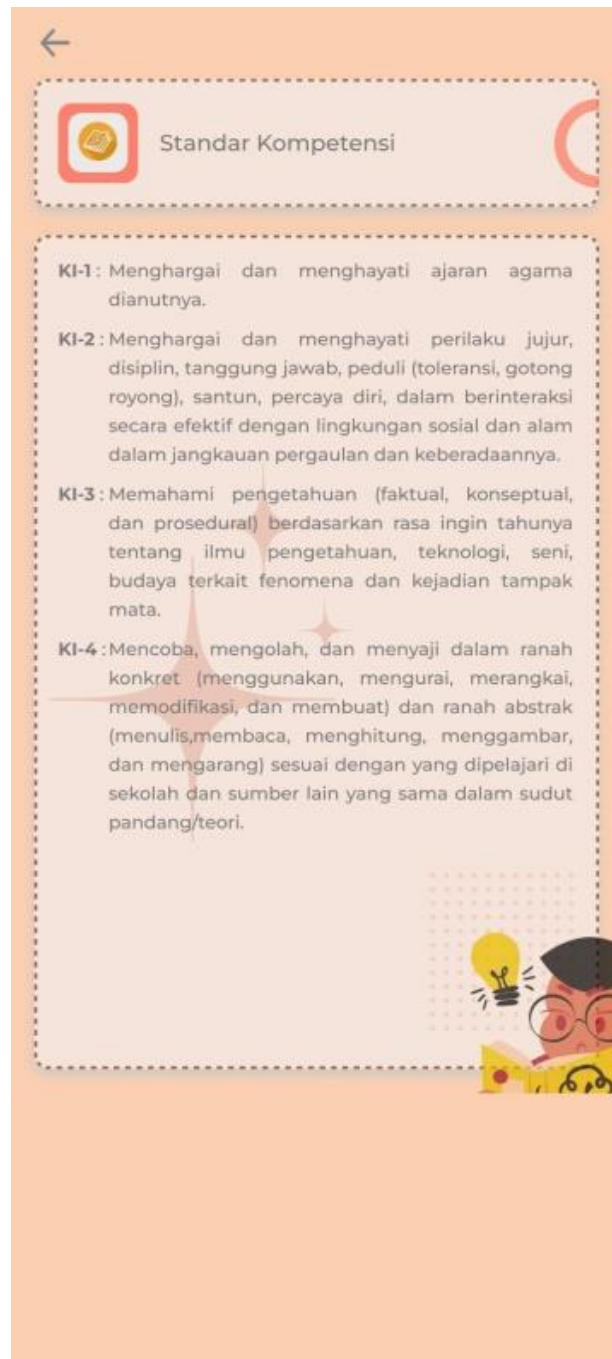 Standar Kompetensi
KI-1 : Menghargai dan menghayati ajaran agama
dianutnya.
KI-2 : Menghargai dan menghayati perilaku jujur,
disiplin, tanggung jawab, peduli (toleransi, gotong
royong), santun, percaya diri, dalam berinteraksi
secara efektif dengan lingkungan sosial dan alam
dalam jangkauan pergaulan dan keberadaannya.
KI-3 : Memahami pengetahuan (faktual, konseptual,
dan prosedural) berdasarkan rasa ingin tahunya
tentang ilmu pengetahuan, teknologi, seni,
budaya terkait fenomena dan kejadian tampak
mata.
KI-4 : Mencoba, mengolah, dan menyaji dalam ranah
konkret (menggunakan, mengurai, merangkai,
memodifikasi, dan membuat) dan ranah abstrak
(menulis,membaca, menghitung, menggambar,
dan mengarang) sesuai dengan yang dipelajari di
sekolah dan sumber lain yang sama dalam sudut
pandang/teori.